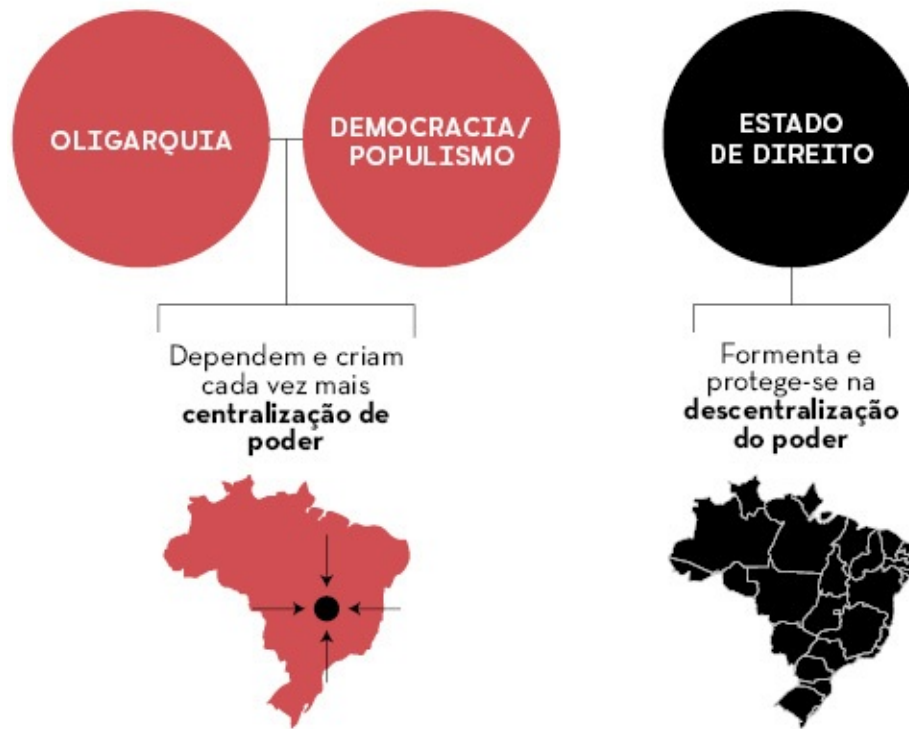 OLIGARQUIA
DEMOCRACIA/
POPULISMO
ESTADO
DE DIREITO
Dependem e criam
cada vez mais
centralização de
poder
Formenta e
protege-se na
descentralização
do poder